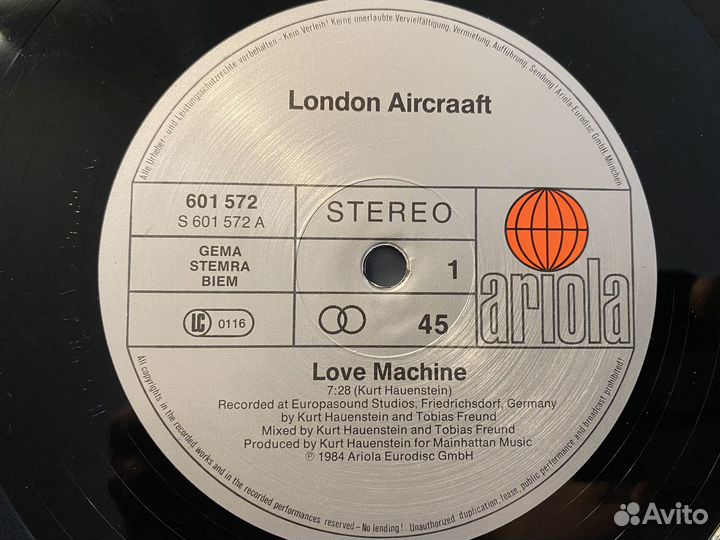 Alle Urheber- und Leistungsschutzrechte vorbehalten - Kein Verleih! Keine unerlaubte Vervielfältigung, Vermietung, Aufführung, Sendung! Ariola-Eurodisc GmbH, München.
London Aircraaft
601 572
S 601 572 A
STEREO
GEMA
STEMRA
BIEM
1
LC 0116
45
ariola
Love Machine
7:28 (Kurt Hauenstein)
Recorded at Europasound Studios, Friedrichsdorf, Germany
by Kurt Hauenstein and Tobias Freund
Mixed by Kurt Hauenstein and Tobias Freund
Produced by Kurt Hauenstein for Mainhattan Music
℗ 1984 Ariola Eurodisc GmbH
All copyrights in the recorded works and in the recorded performances reserved – No lending! Unauthorized duplication, lease, public performance and broadcast prohibited!
Avito